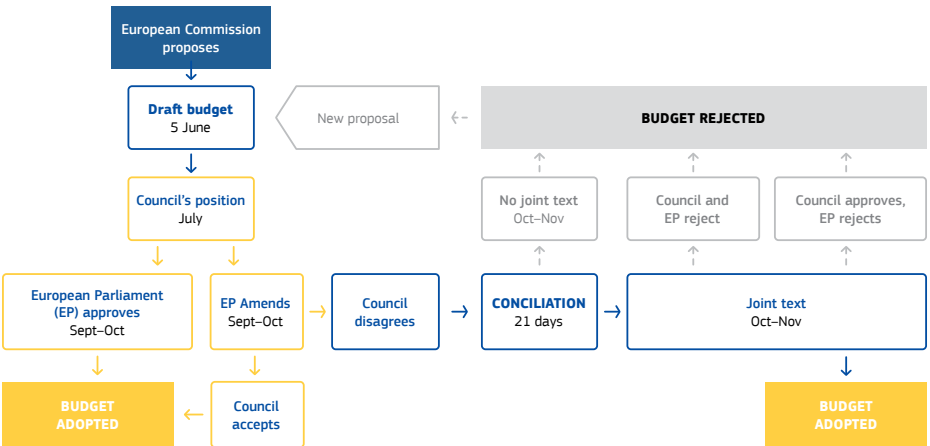 European Commission
proposes
Draft budget
5 June
New proposal
BUDGET REJECTED
Council's position
July
No joint text
Oct–Nov
Council and
EP reject
Council approves,
EP rejects
European Parliament
(EP) approves
Sept–Oct
EP Amends
Sept–Oct
Council
disagrees
CONCILIATION
21 days
Joint text
Oct–Nov
BUDGET
ADOPTED
Council
accepts
BUDGET
ADOPTED